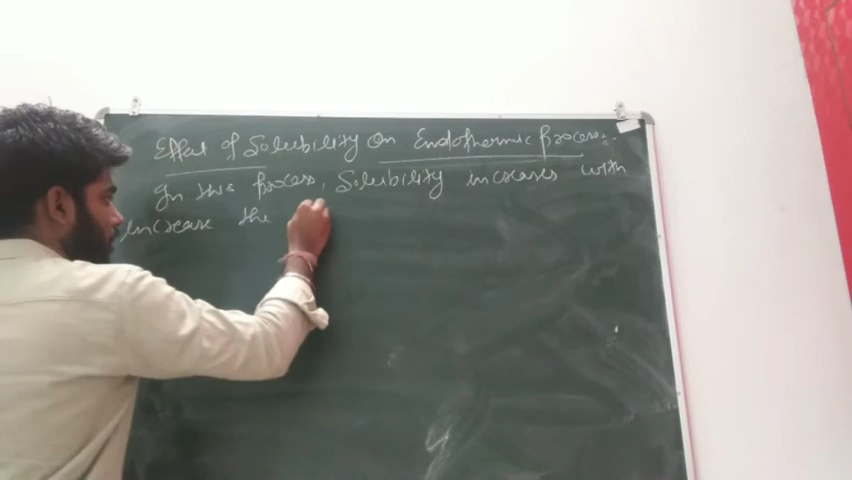 Effect of Solubility On Endothermic process:-
In this process, Solubility increases with
increase the